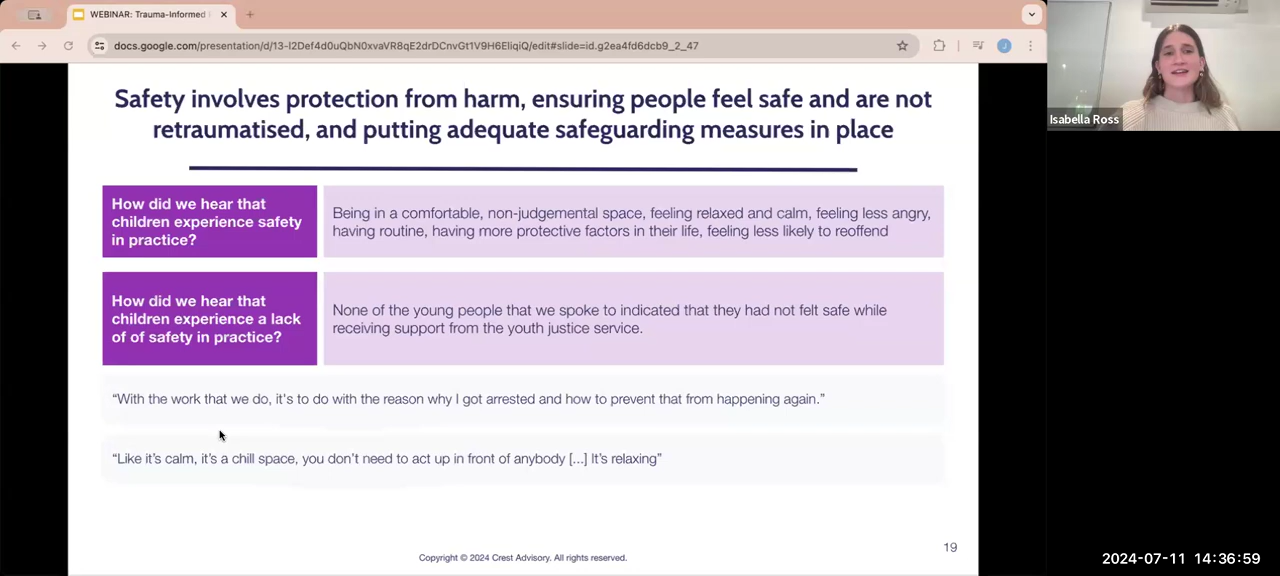 WEBINAR: Trauma-Informed
docs.google.com/presentation/d/13-l2Def4d0uQbN0xvaVR8qE2drDCnvGt1V9H6EliqiQ/edit#slide=id.g2ea4fd6dcb9_2_47
J
Isabella Ross
Safety involves protection from harm, ensuring people feel safe and are not
retraumatised, and putting adequate safeguarding measures in place
How did we hear that
children experience safety
in practice?
Being in a comfortable, non-judgemental space, feeling relaxed and calm, feeling less angry,
having routine, having more protective factors in their life, feeling less likely to reoffend
How did we hear that
children experience a lack
of of safety in practice?
None of the young people that we spoke to indicated that they had not felt safe while
receiving support from the youth justice service.
“With the work that we do, it's to do with the reason why I got arrested and how to prevent that from happening again.”
“Like it’s calm, it’s a chill space, you don’t need to act up in front of anybody [...] It’s relaxing”
19
Copyright © 2024 Crest Advisory. All rights reserved.
2024-07-11 14:36:59